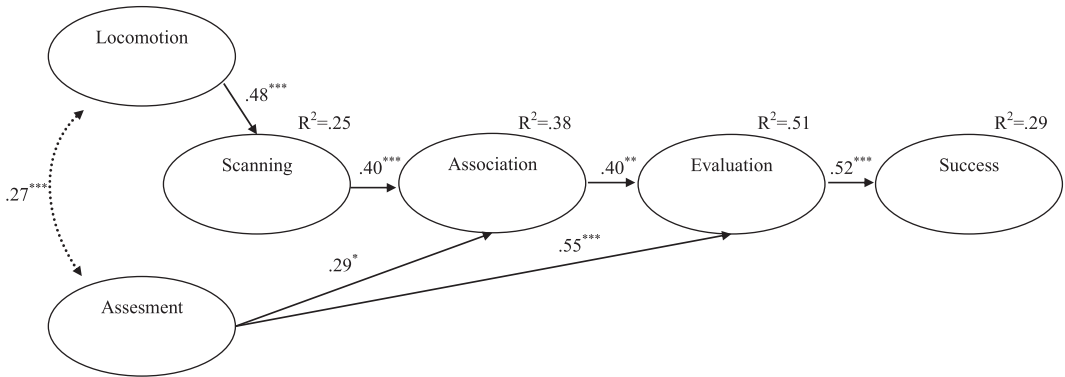 Locomotion
.48***
R²=.25
R²=.38
R²=.51
R²=.29
Scanning
.40***
Association
.40**
Evaluation
.52***
Success
.27***
.29*
.55***
Assesment